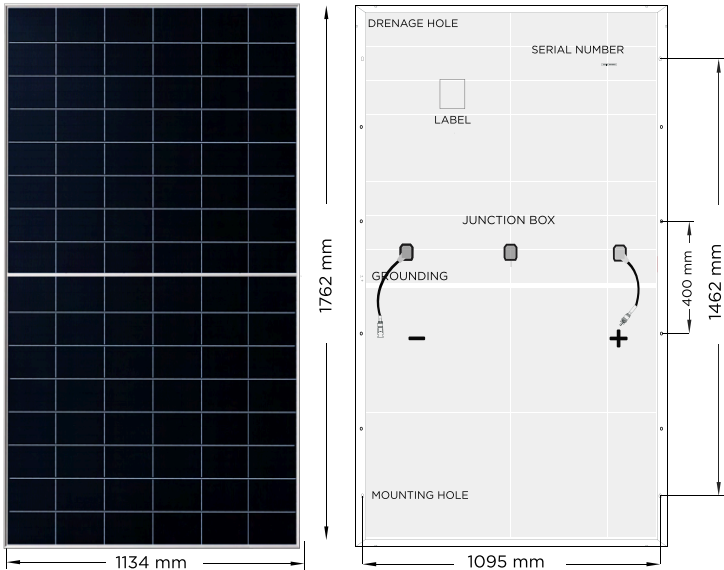 DRENAGE HOLE
SERIAL NUMBER
LABEL
JUNCTION BOX
GROUNDING
− +
MOUNTING HOLE
1762 mm
400 mm
1462 mm
1134 mm
1095 mm